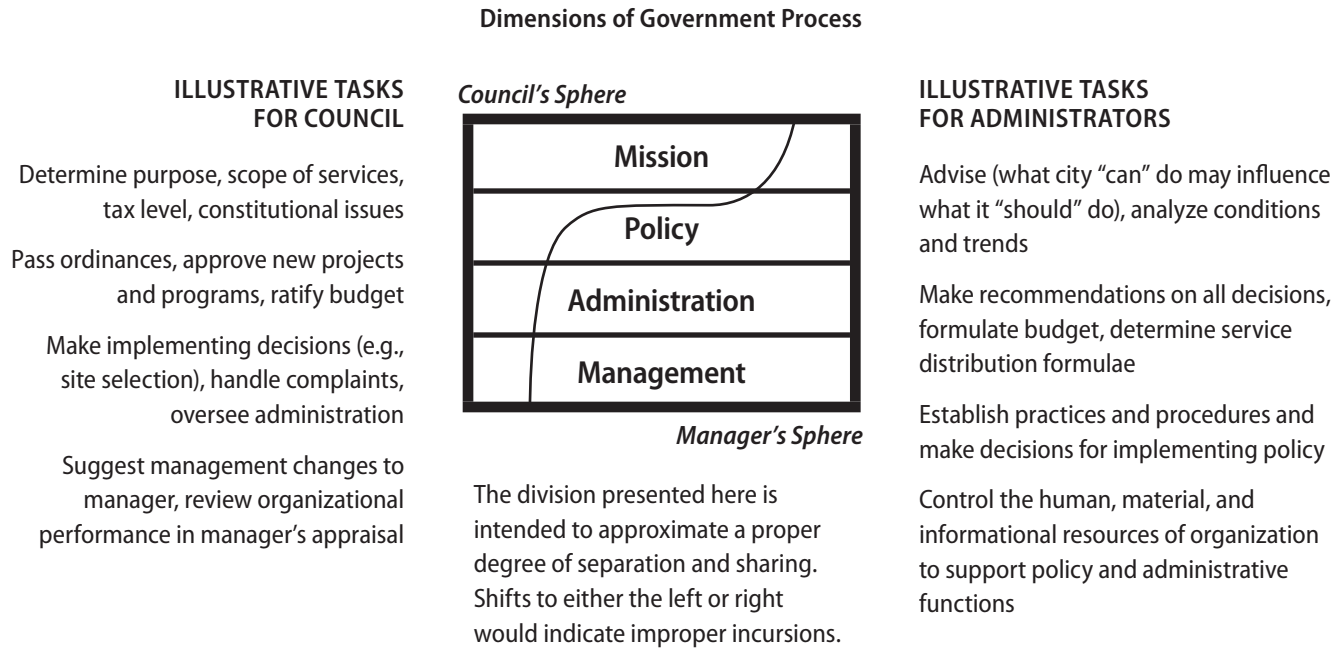 Dimensions of Government Process
ILLUSTRATIVE TASKS
FOR COUNCIL
Determine purpose, scope of services,
tax level, constitutional issues
Pass ordinances, approve new projects
and programs, ratify budget
Make implementing decisions (e.g.,
site selection), handle complaints,
oversee administration
Suggest management changes to
manager, review organizational
performance in manager’s appraisal
Council’s Sphere
Mission
Policy
Administration
Management
Manager’s Sphere
The division presented here is
intended to approximate a proper
degree of separation and sharing.
Shifts to either the left or right
would indicate improper incursions.
ILLUSTRATIVE TASKS
FOR ADMINISTRATORS
Advise (what city “can” do may influence
what it “should” do), analyze conditions
and trends
Make recommendations on all decisions,
formulate budget, determine service
distribution formulae
Establish practices and procedures and
make decisions for implementing policy
Control the human, material, and
informational resources of organization
to support policy and administrative
functions